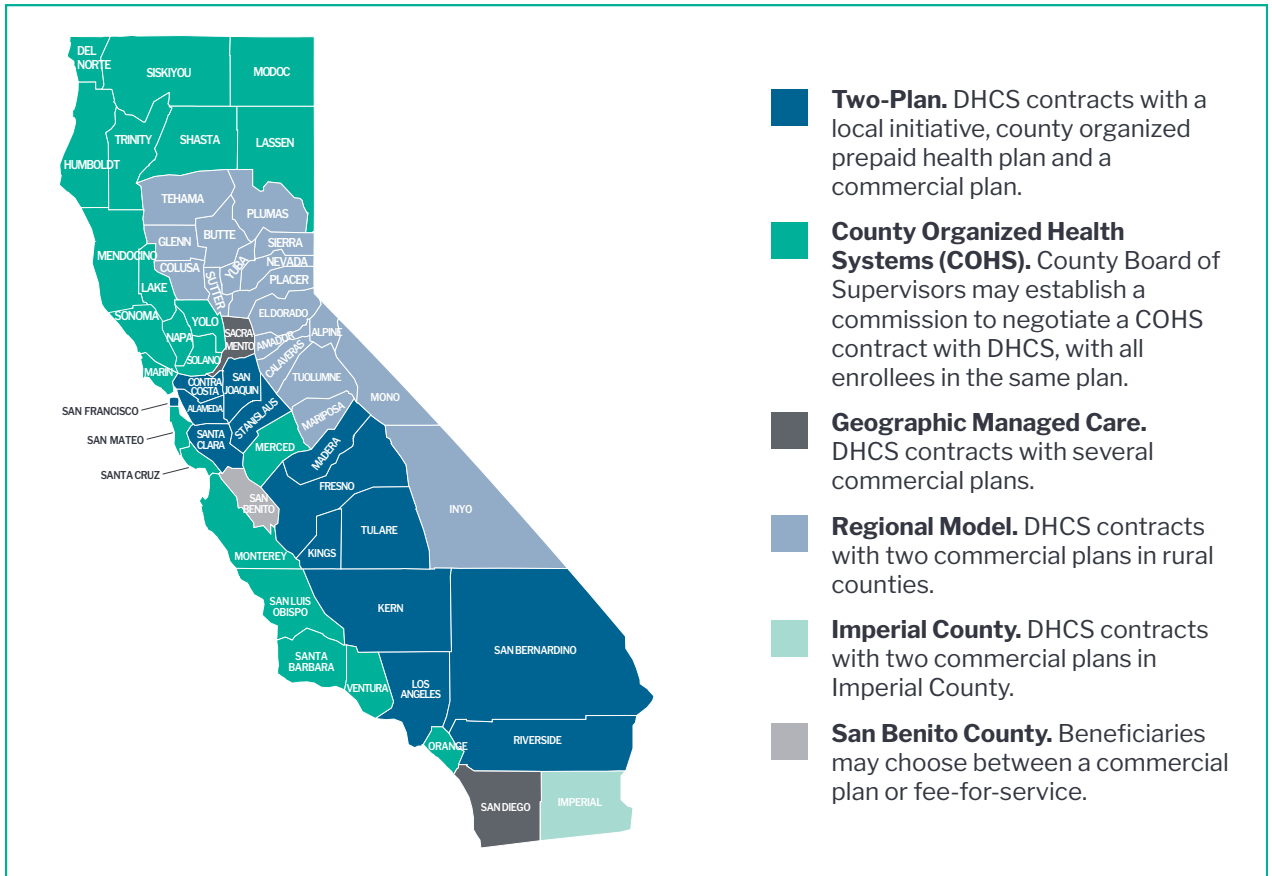 DEL
NORTE
SISKIYOU
MODOC
HUMBOLDT
TRINITY
SHASTA
LASSEN
TEHAMA
PLUMAS
MENDOCINO
GLENN
BUTTE
SIERRA
COLUSA
YUBA
NEVADA
LAKE
SUTTER
PLACER
SONOMA
NAPA
YOLO
SACRA
MENTO
EL DORADO
SOLANO
AMADOR
ALPINE
MARIN
CONTRA
COSTA
SAN
JOAQUIN
CALAVERAS
TUOLUMNE
MONO
SAN FRANCISCO
ALAMEDA
STANISLAUS
MARIPOSA
SAN MATEO
SANTA
CLARA
MERCED
MADERA
SANTA CRUZ
SAN
BENITO
FRESNO
INYO
MONTEREY
KINGS
TULARE
SAN LUIS
OBISPO
KERN
SAN BERNARDINO
SANTA
BARBARA
VENTURA
LOS
ANGELES
ORANGE
RIVERSIDE
SAN DIEGO
IMPERIAL
Two-Plan. DHCS contracts with a
local initiative, county organized
prepaid health plan and a
commercial plan.
County Organized Health
Systems (COHS). County Board of
Supervisors may establish a
commission to negotiate a COHS
contract with DHCS, with all
enrollees in the same plan.
Geographic Managed Care.
DHCS contracts with several
commercial plans.
Regional Model. DHCS contracts
with two commercial plans in rural
counties.
Imperial County. DHCS contracts
with two commercial plans in
Imperial County.
San Benito County. Beneficiaries
may choose between a commercial
plan or fee-for-service.